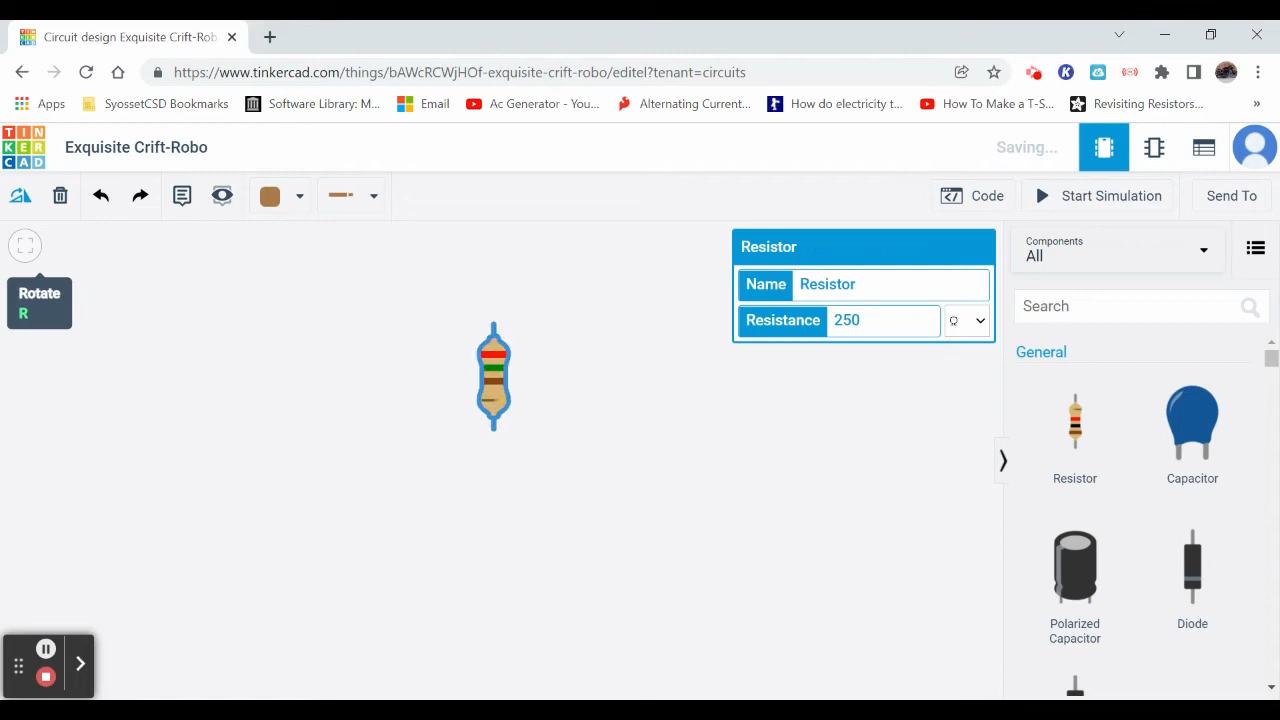 Circuit design Exquisite Crift-Rob
https://www.tinkercad.com/things/bAWcRCWjHOf-exquisite-crift-robo/editel?tenant=circuits
Apps SyossetCSD Bookmarks Software Library: M... Email Ac Generator - You... Alternating Current,... How do electricity t... How To Make a T-S... Revisiting Resistors... »
TIN
KER
CAD
Exquisite Crift-Robo
Saving...
Code
Start Simulation
Send To
Rotate
R
Resistor
Name Resistor
Resistance 250 Ω
Components
All
Search
General
Resistor Capacitor
Polarized
Capacitor
Diode